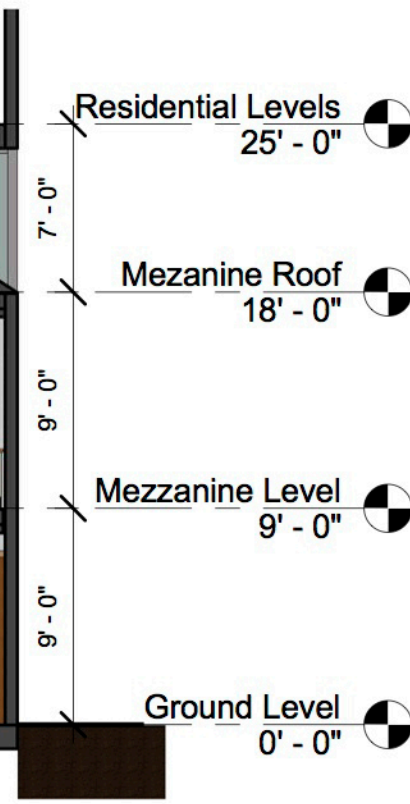 Residential Levels
25' - 0"
7' - 0"
Mezanine Roof
18' - 0"
9' - 0"
Mezzanine Level
9' - 0"
9' - 0"
Ground Level
0' - 0"